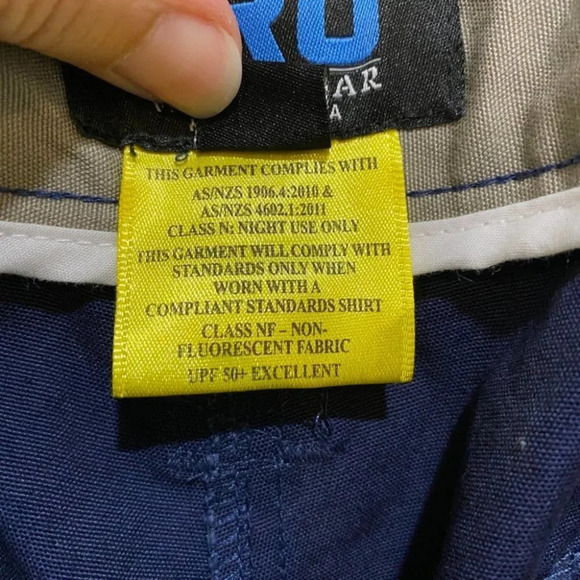 RU
AR
A
THIS GARMENT COMPLIES WITH
AS/NZS 1906.4:2010 &
AS/NZS 4602.1:2011
CLASS N: NIGHT USE ONLY
THIS GARMENT WILL COMPLY WITH
STANDARDS ONLY WHEN
WORN WITH A
COMPLIANT STANDARDS SHIRT
CLASS NF – NON-
FLUORESCENT FABRIC
UPF 50+ EXCELLENT